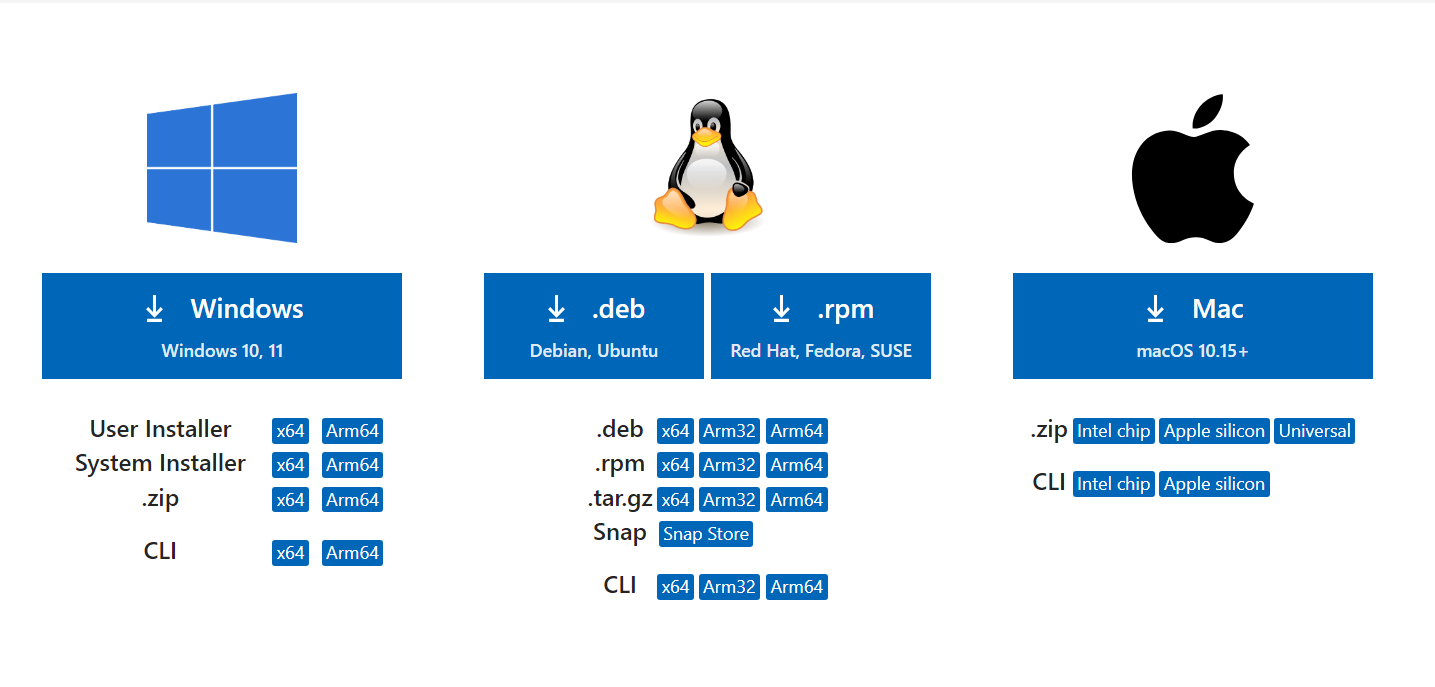 Windows
Windows 10, 11
User Installer x64 Arm64
System Installer x64 Arm64
.zip x64 Arm64
CLI x64 Arm64
.deb
Debian, Ubuntu
.rpm
Red Hat, Fedora, SUSE
.deb x64 Arm32 Arm64
.rpm x64 Arm32 Arm64
.tar.gz x64 Arm32 Arm64
Snap Snap Store
CLI x64 Arm32 Arm64
Mac
macOS 10.15+
.zip Intel chip Apple silicon Universal
CLI Intel chip Apple silicon